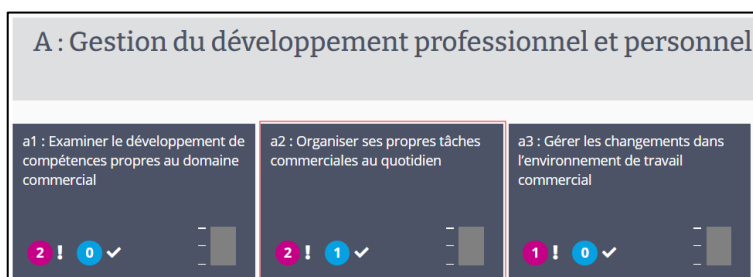 A : Gestion du développement professionnel et personnel
a1 : Examiner le développement de
compétences propres au domaine
commercial
2 ! 0 ✓
a2 : Organiser ses propres tâches
commerciales au quotidien
2 ! 1 ✓
a3 : Gérer les changements dans
l'environnement de travail
commercial
1 ! 0 ✓